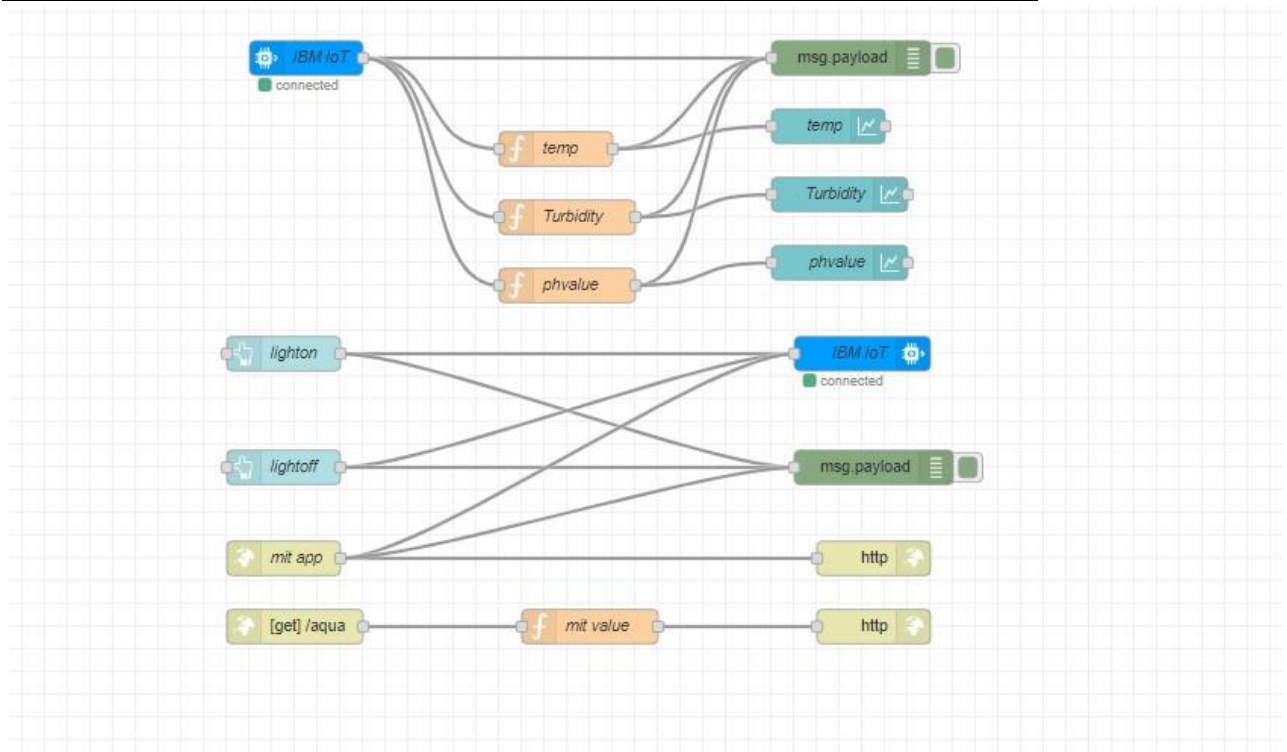 IBM IoT
msg.payload
connected
temp
temp
Turbidity
Turbidity
phvalue
phvalue
lighton
IBM IoT
connected
lightoff
msg.payload
mit app
http
[get] /aqua
mit value
http